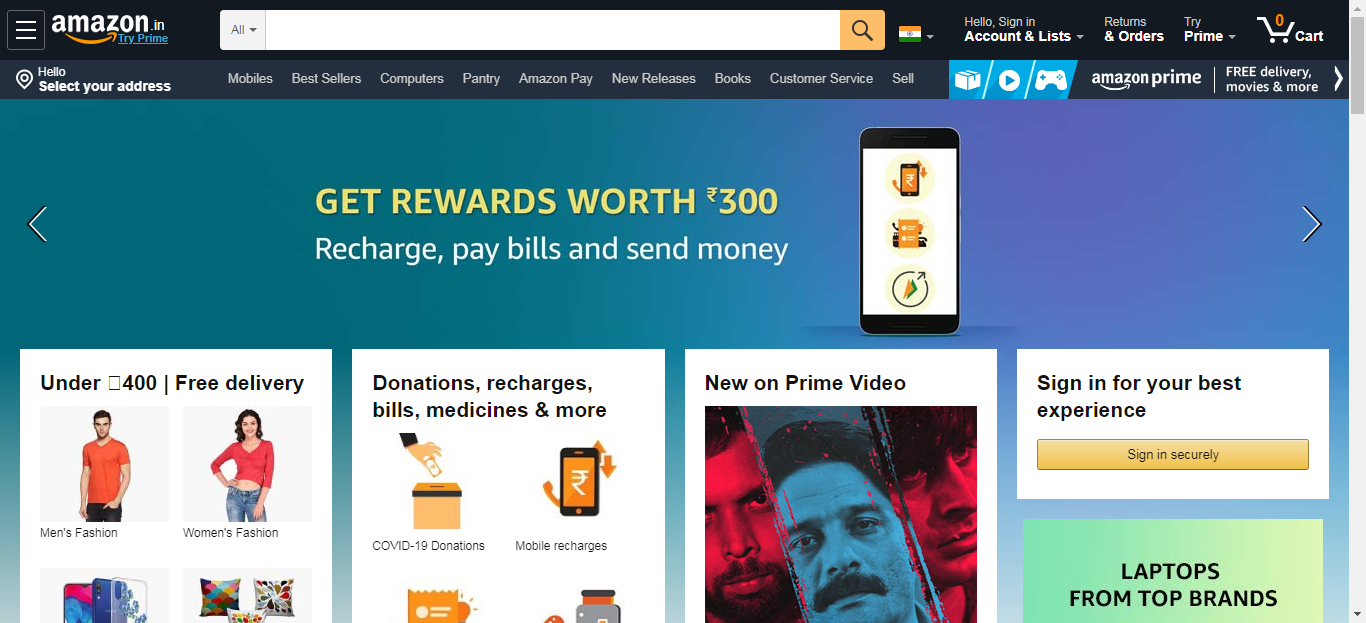 amazon.in
Try Prime
All
Hello, Sign in
Account & Lists
Returns
& Orders
Try
Prime
0
Cart
Hello
Select your address
Mobiles
Best Sellers
Computers
Pantry
Amazon Pay
New Releases
Books
Customer Service
Sell
amazon prime
FREE delivery,
movies & more
GET REWARDS WORTH ₹300
Recharge, pay bills and send money
Under 400 | Free delivery
Men's Fashion
Women's Fashion
Donations, recharges,
bills, medicines & more
₹
COVID-19 Donations
Mobile recharges
New on Prime Video
Sign in for your best
experience
Sign in securely
LAPTOPS
FROM TOP BRANDS